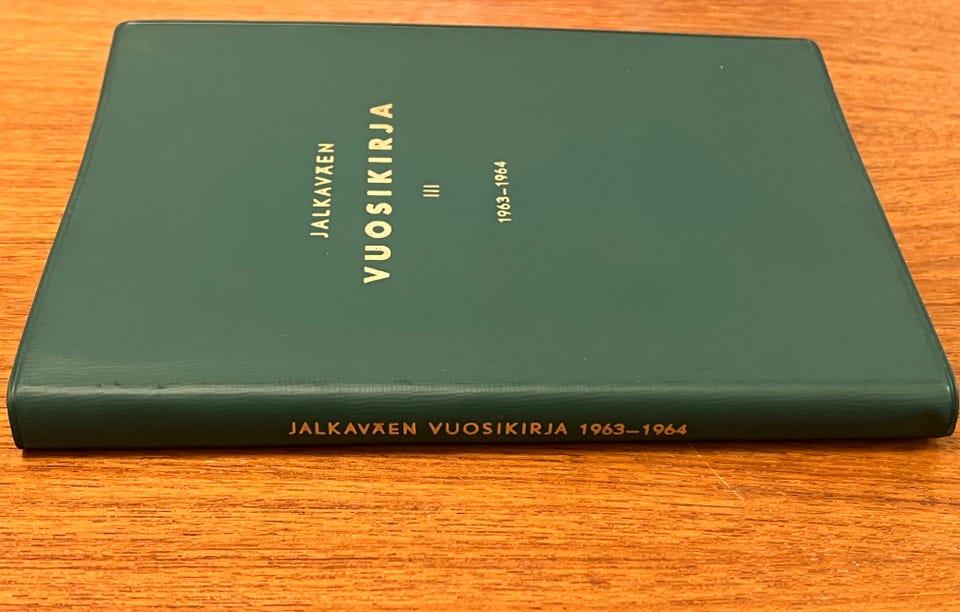 JALKAVÄEN
VUOSIKIRJA
III
1963–1964
JALKAVÄEN VUOSIKIRJA 1963–1964